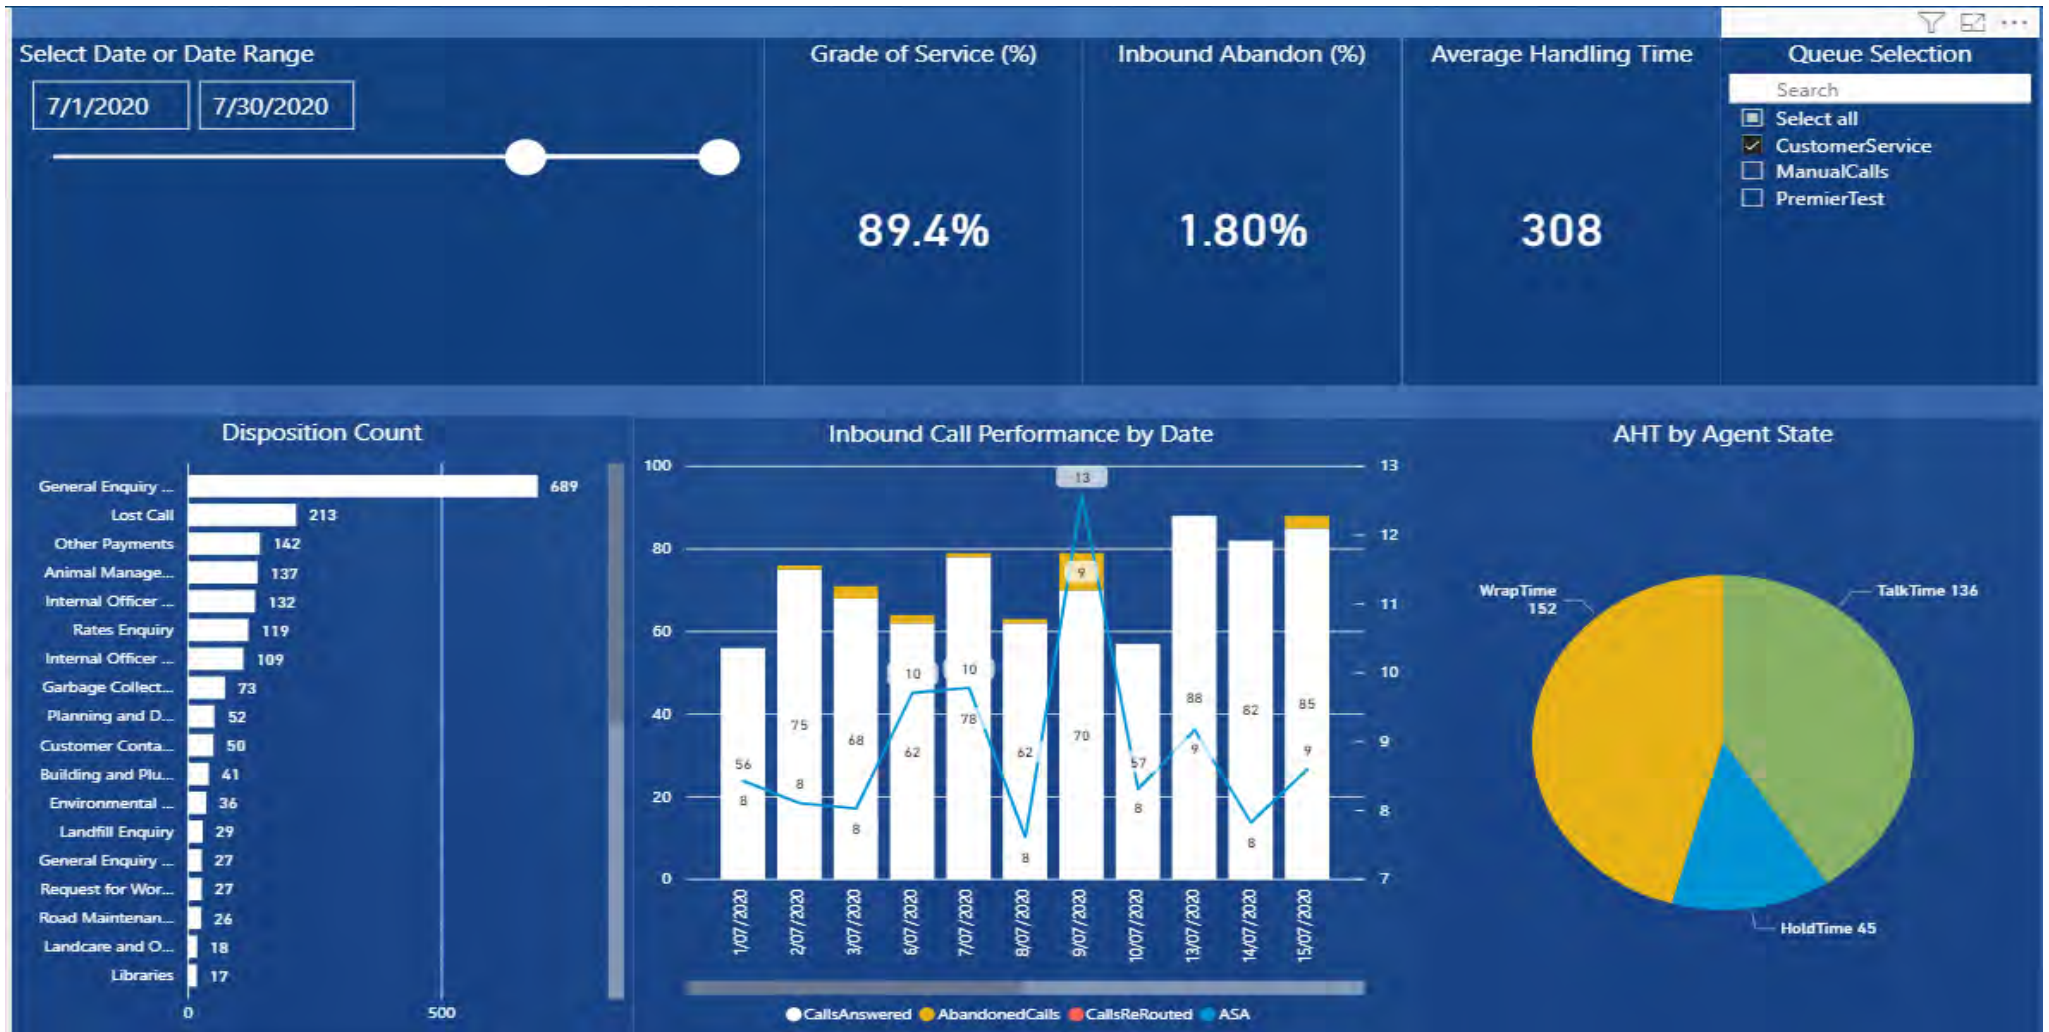 Select Date or Date Range
7/1/2020 7/30/2020
Grade of Service (%)
89.4%
Inbound Abandon (%)
1.80%
Average Handling Time
308
Queue Selection
Search
Select all
CustomerService
ManualCalls
PremierTest
Disposition Count
General Enquiry ... 689
Lost Call 213
Other Payments 142
Animal Manage... 137
Internal Officer ... 132
Rates Enquiry 119
Internal Officer ... 109
Garbage Collect... 73
Planning and D... 52
Customer Conta... 50
Building and Plu... 41
Environmental ... 36
Landfill Enquiry 29
General Enquiry ... 27
Request for Wor... 27
Road Maintenan... 26
Landcare and O... 18
Libraries 17
0 500
Inbound Call Performance by Date
100 13
13
80 12
9
11
60
10 10 10
88 85
40 75 78 82
68 62 62 70 9 9 9
56 57
8 8
20 8 8 8
8 8
8
0 7
1/07/2020 2/07/2020 3/07/2020 6/07/2020 7/07/2020 8/07/2020 9/07/2020 10/07/2020 13/07/2020 14/07/2020 15/07/2020
CallsAnswered AbandonedCalls CallsReRouted ASA
AHT by Agent State
WrapTime
152
TalkTime 136
HoldTime 45